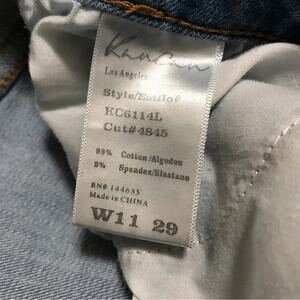 KanCan
Los Angeles
Style/Estilo#
KC6114L
Cut#4845
98% Cotton/Algodon
2% Spandex/Elastano
RN# 144635
Made in CHINA
W11 29